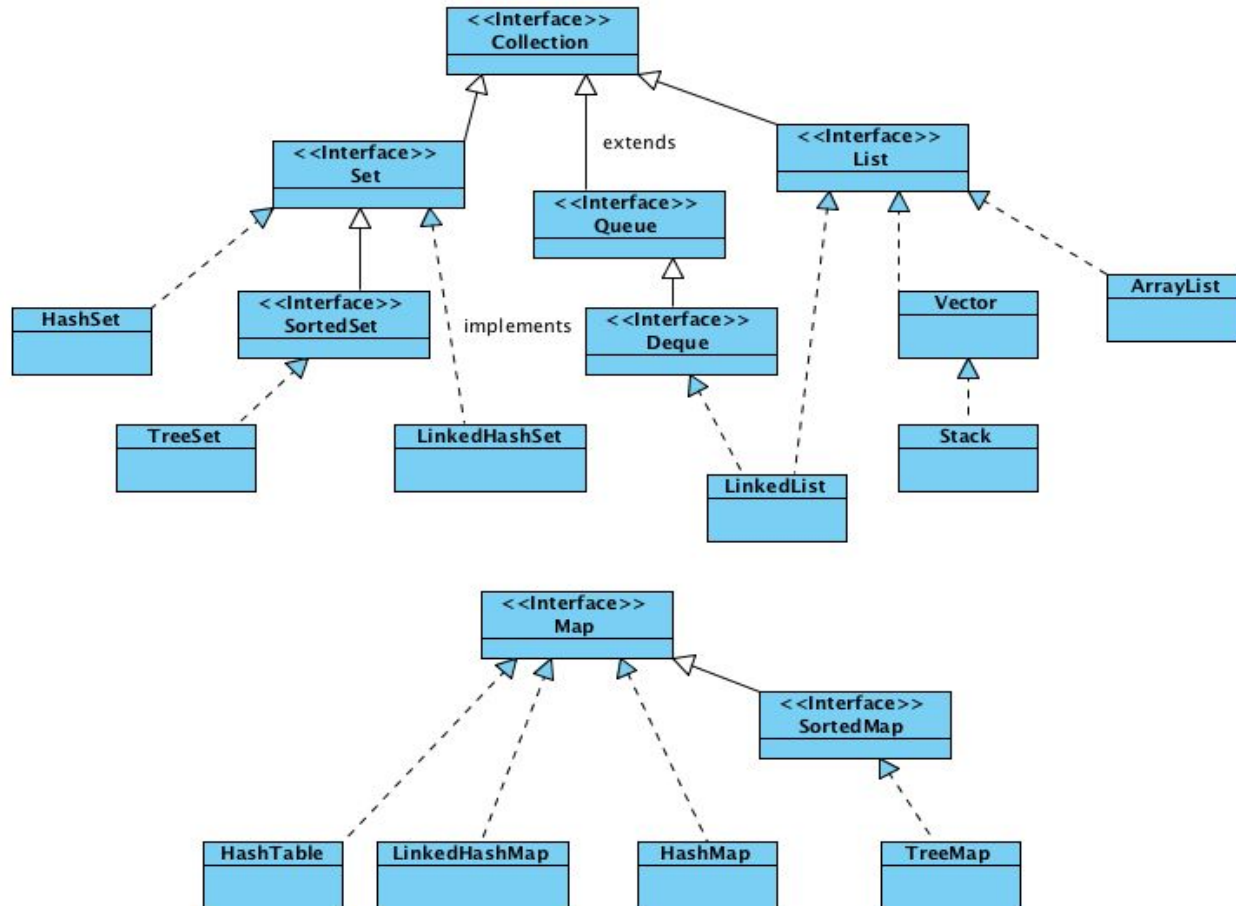 <<Interface>>
Collection
<<Interface>>
List
<<Interface>>
Set
extends
<<Interface>>
Queue
ArrayList
<<Interface>>
SortedSet
Vector
HashSet
implements
<<Interface>>
Deque
TreeSet
LinkedHashSet
Stack
LinkedList
<<Interface>>
Map
<<Interface>>
SortedMap
HashTable
LinkedHashMap
HashMap
TreeMap